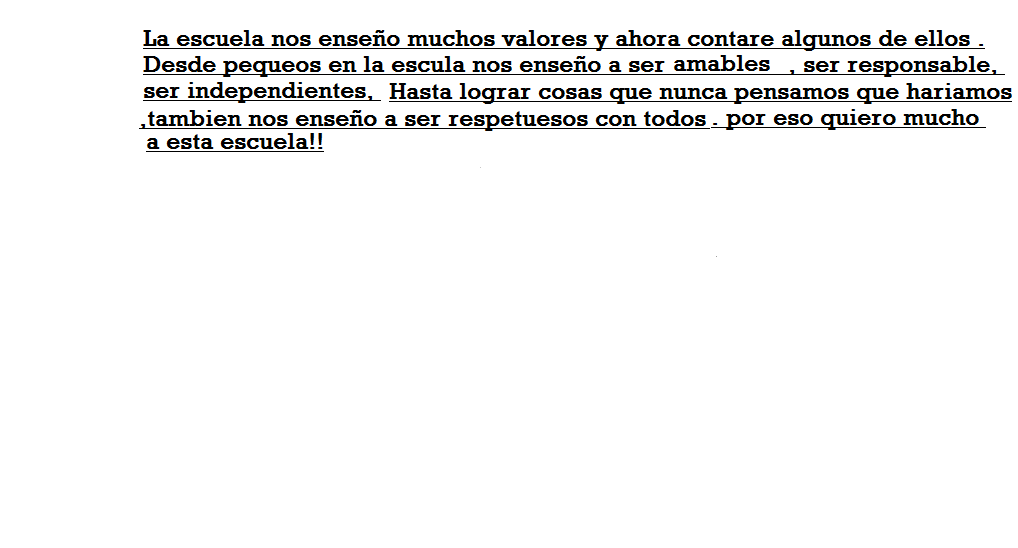 La escuela nos enseño muchos valores y ahora contare algunos de ellos .
Desde pequeos en la escula nos enseño a ser amables , ser responsable,
ser independientes, Hasta lograr cosas que nunca pensamos que hariamos
,tambien nos enseño a ser respetuesos con todos . por eso quiero mucho
a esta escuela!!